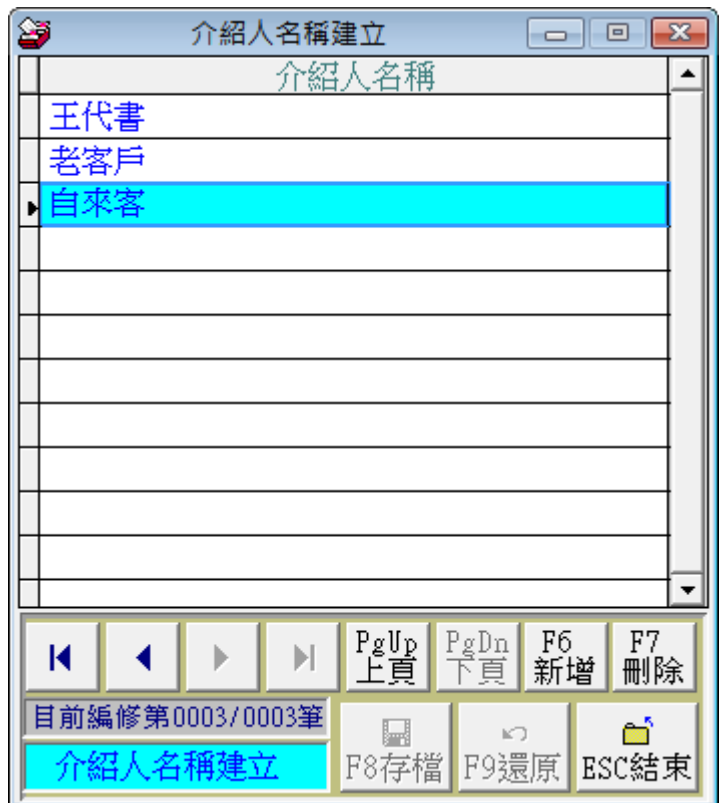 介紹人名稱建立
介紹人名稱
王代書
老客戶
自來客
PgUp 上頁
PgDn 下頁
F6 新增
F7 刪除
目前編修第0003/0003筆
介紹人名稱建立
F8存檔
F9還原
ESC結束